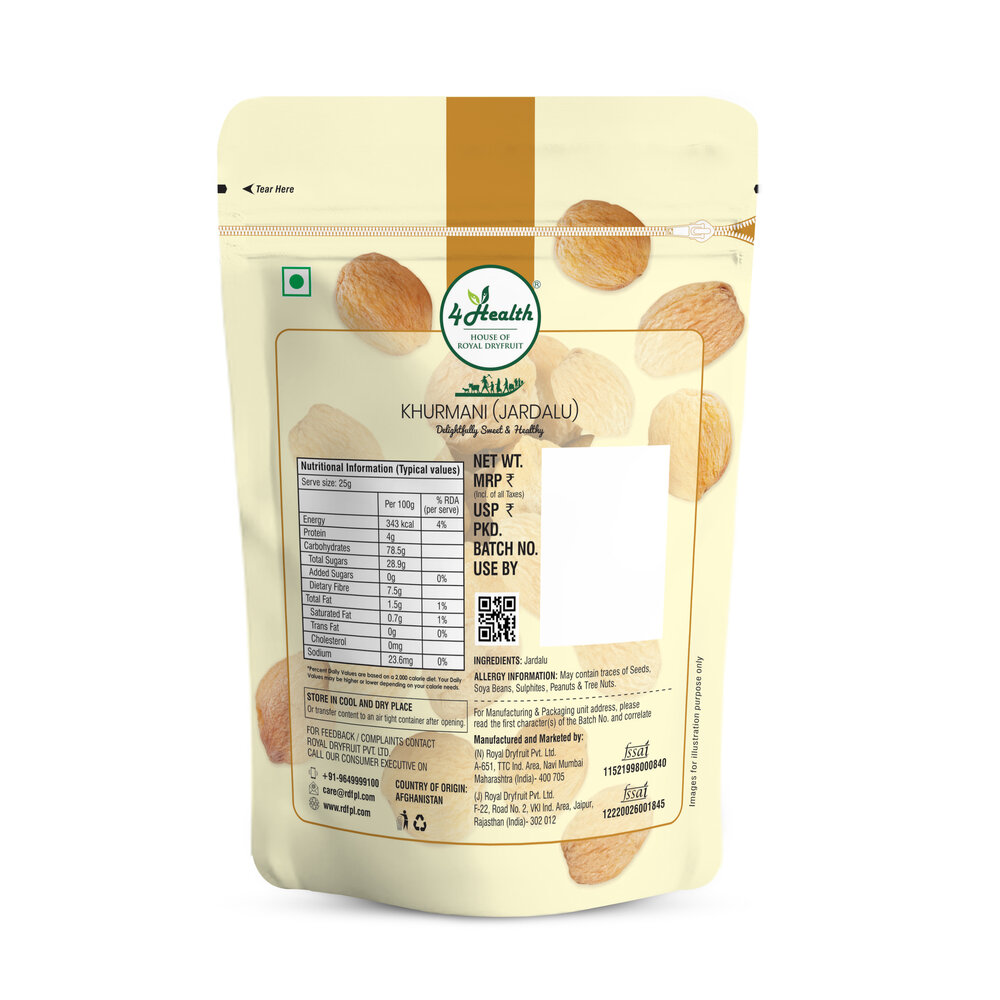 Tear Here
4Health
®
HOUSE OF
ROYAL DRYFRUIT
KHURMANI (JARDALU)
Delightfully Sweet & Healthy
Nutritional Information (Typical values)
Serve size: 25g
Per 100g % RDA (per serve)
Energy 343 kcal 4%
Protein 4g
Carbohydrates 78.5g
Total Sugars 28.9g
Added Sugars 0g 0%
Dietary Fibre 7.5g
Total Fat 1.5g 1%
Saturated Fat 0.7g 1%
Trans Fat 0g 0%
Cholesterol 0mg
Sodium 23.6mg 0%
*Percent Daily Values are based on a 2,000 calorie diet. Your Daily
Values may be higher or lower depending on your calorie needs.
STORE IN COOL AND DRY PLACE
Or transfer content to an air tight container after opening.
FOR FEEDBACK / COMPLAINTS CONTACT
ROYAL DRYFRUIT PVT. LTD.
CALL OUR CONSUMER EXECUTIVE ON
+91-9649999100
care@rdfpl.com
www.rdfpl.com
COUNTRY OF ORIGIN:
AFGHANISTAN
NET WT.
MRP ₹
(Incl. of all Taxes)
USP ₹
PKD.
BATCH NO.
USE BY
INGREDIENTS: Jardalu
ALLERGY INFORMATION: May contain traces of Seeds,
Soya Beans, Sulphites, Peanuts & Tree Nuts.
For Manufacturing & Packaging unit address, please
read the first character(s) of the Batch No. and correlate
Manufactured and Marketed by:
(N) Royal Dryfruit Pvt. Ltd.
A-651, TTC Ind. Area, Navi Mumbai
Maharashtra (India)- 400 705
fssai
11521998000840
(J) Royal Dryfruit Pvt. Ltd.
F-22, Road No. 2, VKI Ind. Area, Jaipur,
Rajasthan (India)- 302 012
fssai
12220026001845
Images for illustration purpose only